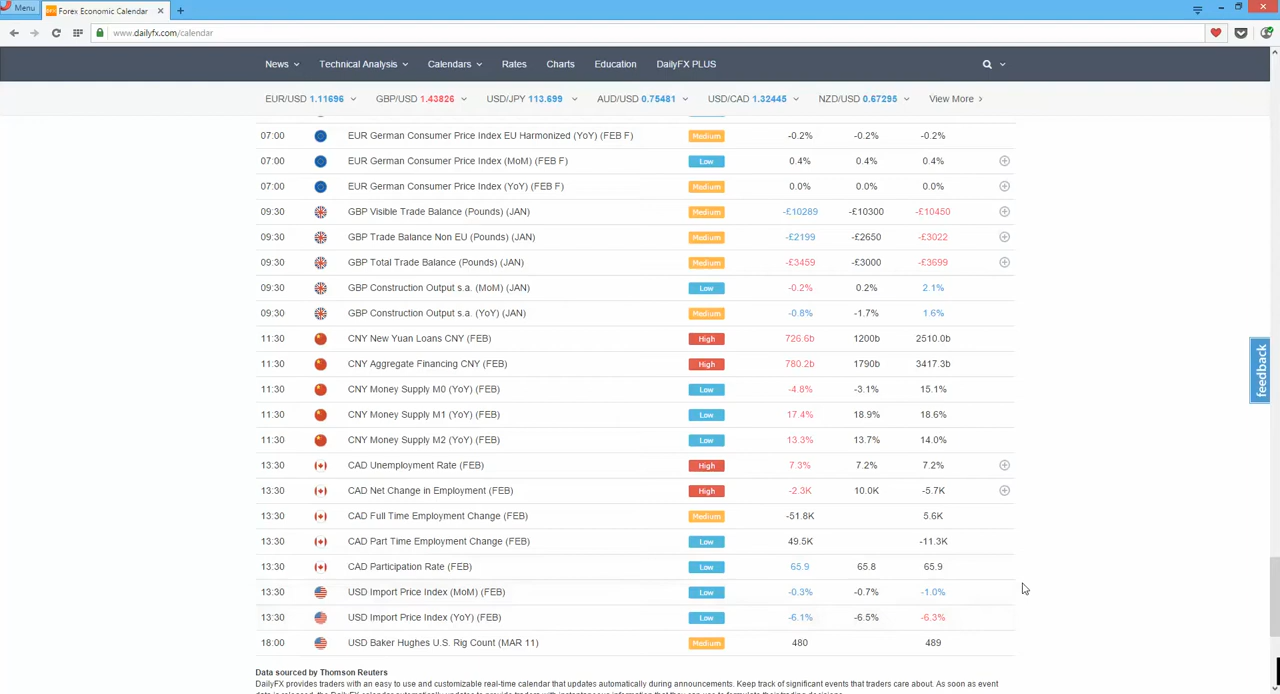 Menu
Forex Economic Calendar
www.dailyfx.com/calendar
News Technical Analysis Calendars Rates Charts Education DailyFX PLUS
EUR/USD 1.11696 GBP/USD 1.43826 USD/JPY 113.699 AUD/USD 0.75481 USD/CAD 1.32445 NZD/USD 0.67295 View More
07:00 EUR German Consumer Price Index EU Harmonized (YoY) (FEB F) Medium -0.2% -0.2% -0.2%
07:00 EUR German Consumer Price Index (MoM) (FEB F) Low 0.4% 0.4% 0.4%
07:00 EUR German Consumer Price Index (YoY) (FEB F) Medium 0.0% 0.0% 0.0%
09:30 GBP Visible Trade Balance (Pounds) (JAN) Medium -£10289 -£10300 -£10450
09:30 GBP Trade Balance Non EU (Pounds) (JAN) Medium -£2199 -£2650 -£3022
09:30 GBP Total Trade Balance (Pounds) (JAN) Medium -£3459 -£3000 -£3699
09:30 GBP Construction Output s.a. (MoM) (JAN) Low -0.2% 0.2% 2.1%
09:30 GBP Construction Output s.a. (YoY) (JAN) Medium -0.8% -1.7% 1.6%
11:30 CNY New Yuan Loans CNY (FEB) High 726.6b 1200b 2510.0b
11:30 CNY Aggregate Financing CNY (FEB) High 780.2b 1790b 3417.3b
11:30 CNY Money Supply M0 (YoY) (FEB) Low -4.8% -3.1% 15.1%
11:30 CNY Money Supply M1 (YoY) (FEB) Low 17.4% 18.9% 18.6%
11:30 CNY Money Supply M2 (YoY) (FEB) Low 13.3% 13.7% 14.0%
13:30 CAD Unemployment Rate (FEB) High 7.3% 7.2% 7.2%
13:30 CAD Net Change in Employment (FEB) High -2.3K 10.0K -5.7K
13:30 CAD Full Time Employment Change (FEB) Medium -51.8K 5.6K
13:30 CAD Part Time Employment Change (FEB) Low 49.5K -11.3K
13:30 CAD Participation Rate (FEB) Low 65.9 65.8 65.9
13:30 USD Import Price Index (MoM) (FEB) Low -0.3% -0.7% -1.0%
13:30 USD Import Price Index (YoY) (FEB) Low -6.1% -6.5% -6.3%
18:00 USD Baker Hughes U.S. Rig Count (MAR 11) Medium 480 489
Data sourced by Thomson Reuters
DailyFX provides traders with an easy to use and customizable real-time calendar that updates automatically during announcements. Keep track of significant events that traders care about. As soon as event
feedback